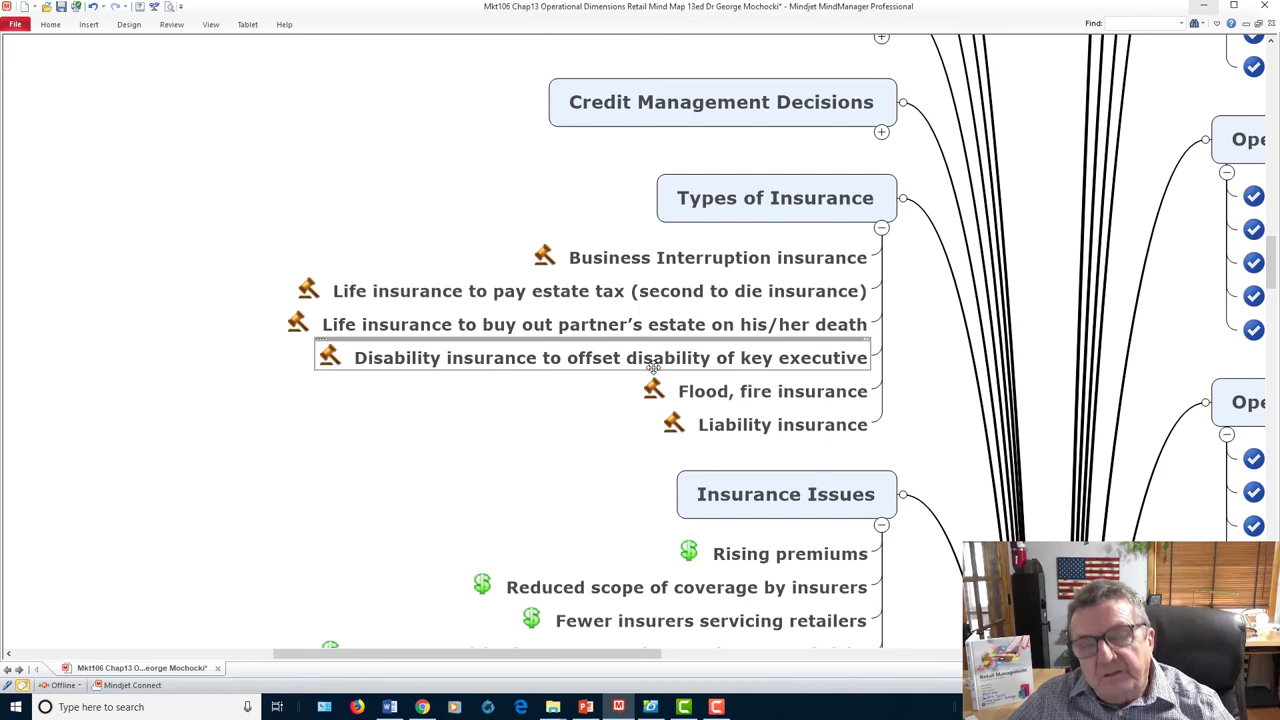 Mkt106 Chap13 Operational Dimensions Retail Mind Map 13ed Dr George Mochocki* - Mindjet MindManager Professional
File
Home
Insert
Design
Review
View
Tablet
Help
Find:
Credit Management Decisions
Types of Insurance
Business Interruption insurance
Life insurance to pay estate tax (second to die insurance)
Life insurance to buy out partner’s estate on his/her death
Disability insurance to offset disability of key executive
Flood, fire insurance
Liability insurance
Insurance Issues
Rising premiums
Reduced scope of coverage by insurers
Fewer insurers servicing retailers
Ope
Ope
Retail Management
Mkt106 Chap13 O...eorge Mochocki*
Offline
Mindjet Connect
Type here to search